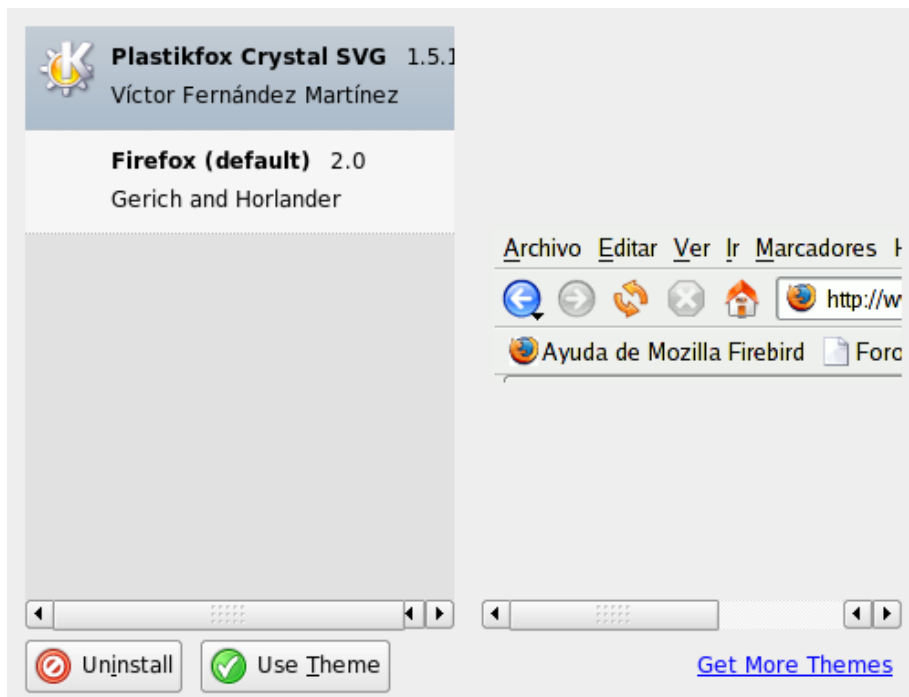 Plastikfox Crystal SVG 1.5.1
Víctor Fernández Martínez
Firefox (default) 2.0
Gerich and Horlander
Archivo Editar Ver Ir Marcadores
http://w
Ayuda de Mozilla Firebird Foro
Uninstall Use Theme Get More Themes